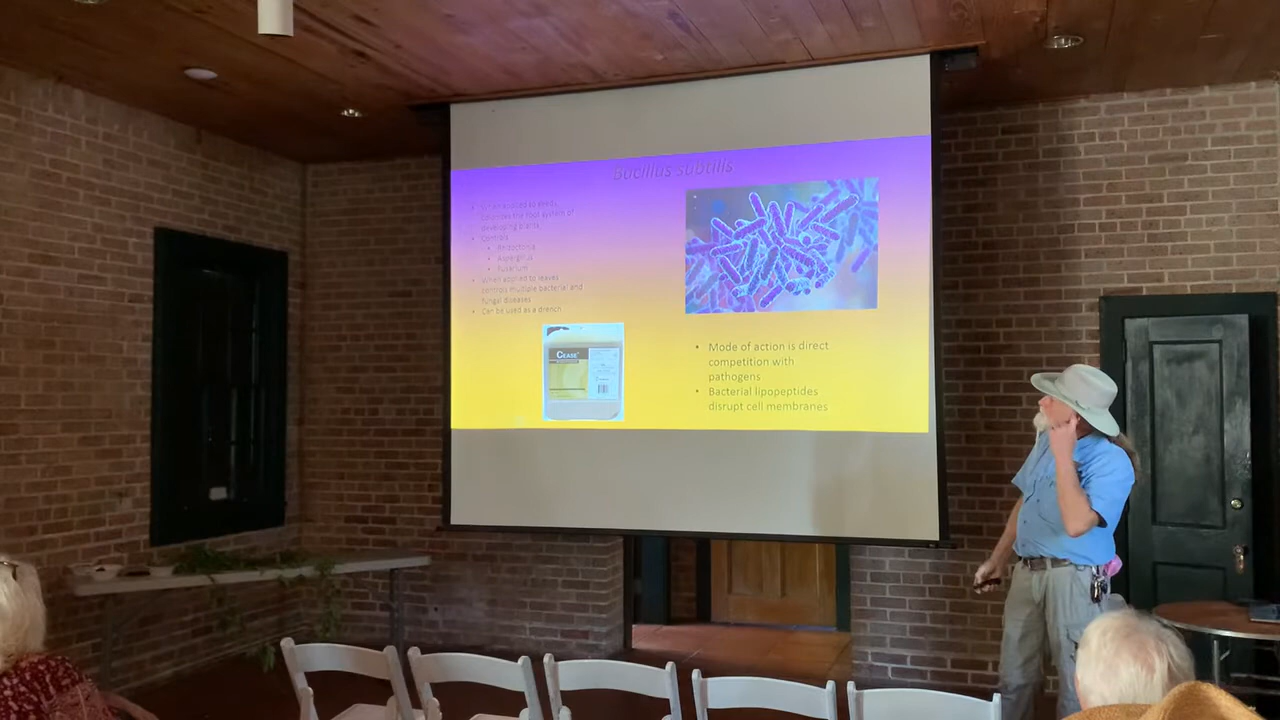 Bacillus subtilis
• When applied to seeds,
colonizes the root system of
developing plants.
• Controls
• Rhizoctonia
• Aspergillus
• Fusarium
• When applied to leaves
controls multiple bacterial and
fungal diseases
• Can be used as a drench
CEASE
• Mode of action is direct
competition with
pathogens
• Bacterial lipopeptides
disrupt cell membranes